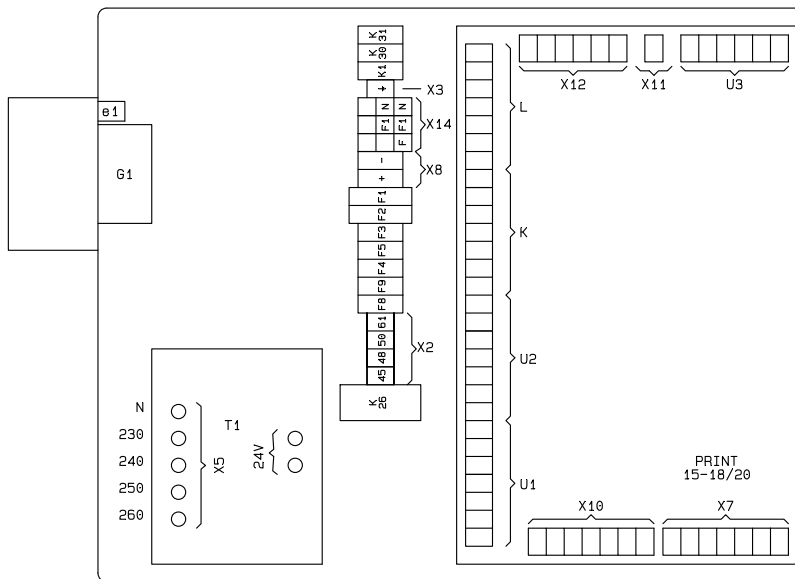 K 31
K 30
K1
X3
N N
F1 F1
F
X14
-
+
X8
F1
F2
F3
F5
F4
F9
F8
61
50
48
45
X2
K 26
e1
G1
N
230
240
250
260
X5
T1
24V
L
K
U2
U1
X12
X11
U3
PRINT
15-18/20
X10
X7